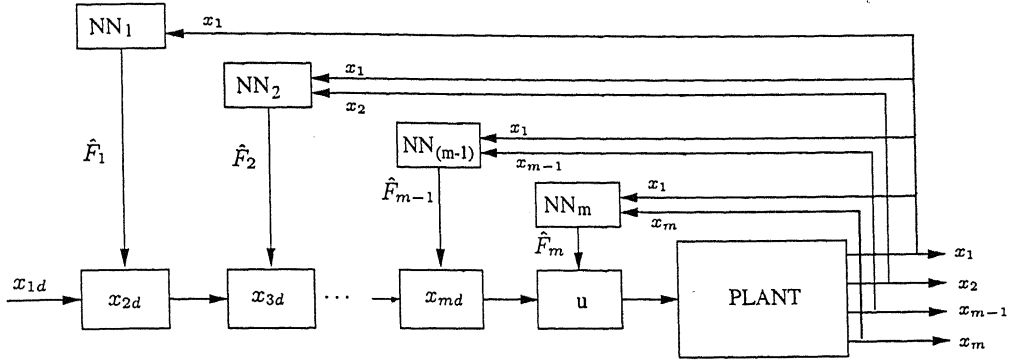 NN₁ x₁
NN₂ x₁
x₂
F̂₁ F̂₂ NN₍ₘ₋₁₎ x₁
xₘ₋₁
F̂ₘ₋₁ NNₘ x₁
xₘ
F̂ₘ
x₁d x₂d x₃d ··· xₘd u PLANT x₁
x₂
xₘ₋₁
xₘ